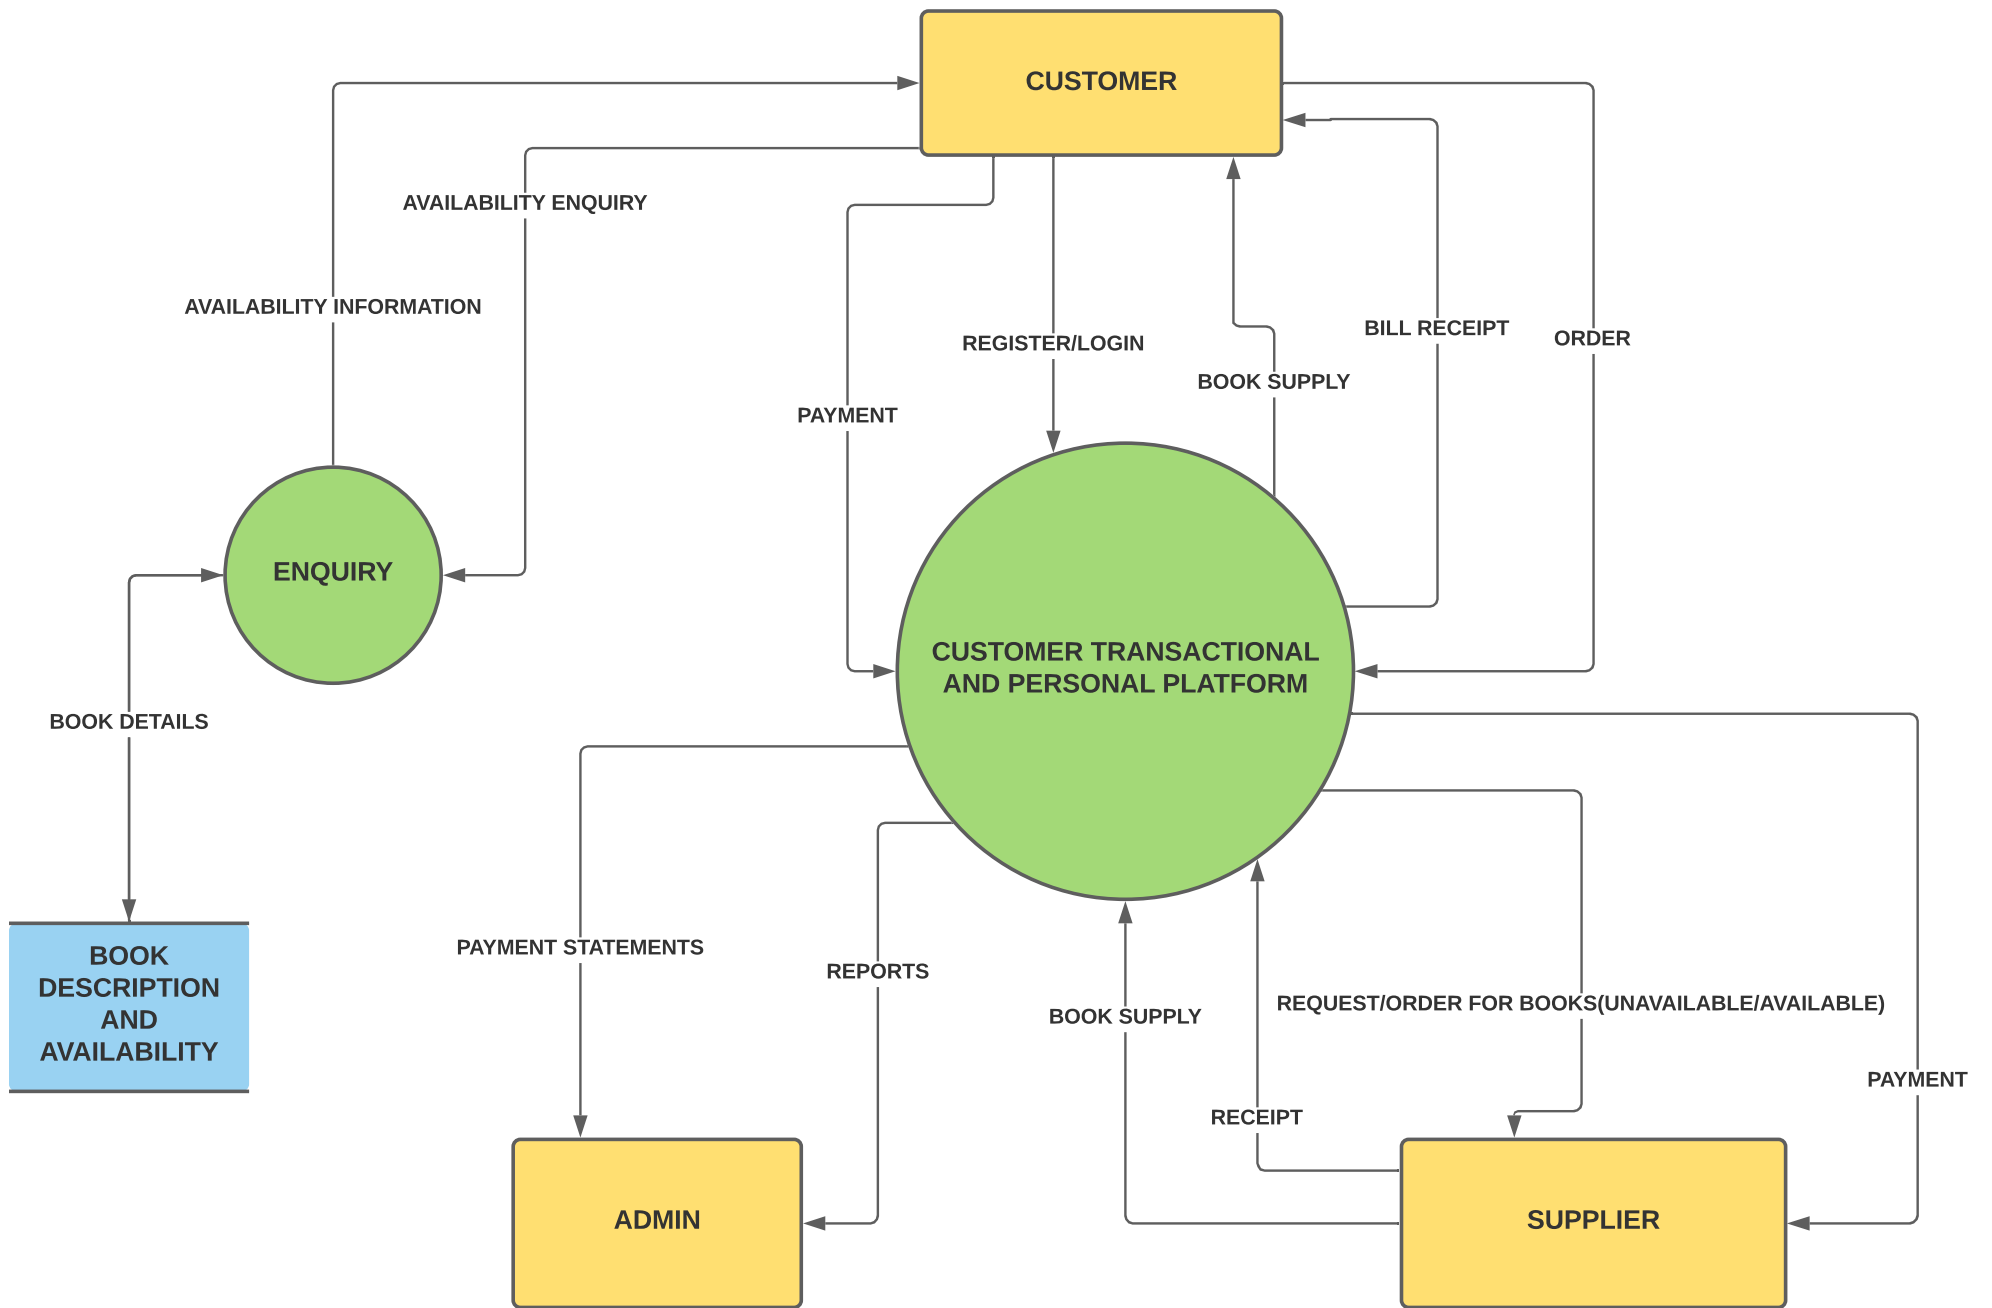 CUSTOMER
AVAILABILITY ENQUIRY
AVAILABILITY INFORMATION
BILL RECEIPT
ORDER
REGISTER/LOGIN
BOOK SUPPLY
PAYMENT
ENQUIRY
CUSTOMER TRANSACTIONAL
AND PERSONAL PLATFORM
BOOK DETAILS
BOOK
DESCRIPTION
AND
AVAILABILITY
PAYMENT STATEMENTS
REPORTS
BOOK SUPPLY
REQUEST/ORDER FOR BOOKS(UNAVAILABLE/AVAILABLE)
PAYMENT
RECEIPT
ADMIN
SUPPLIER